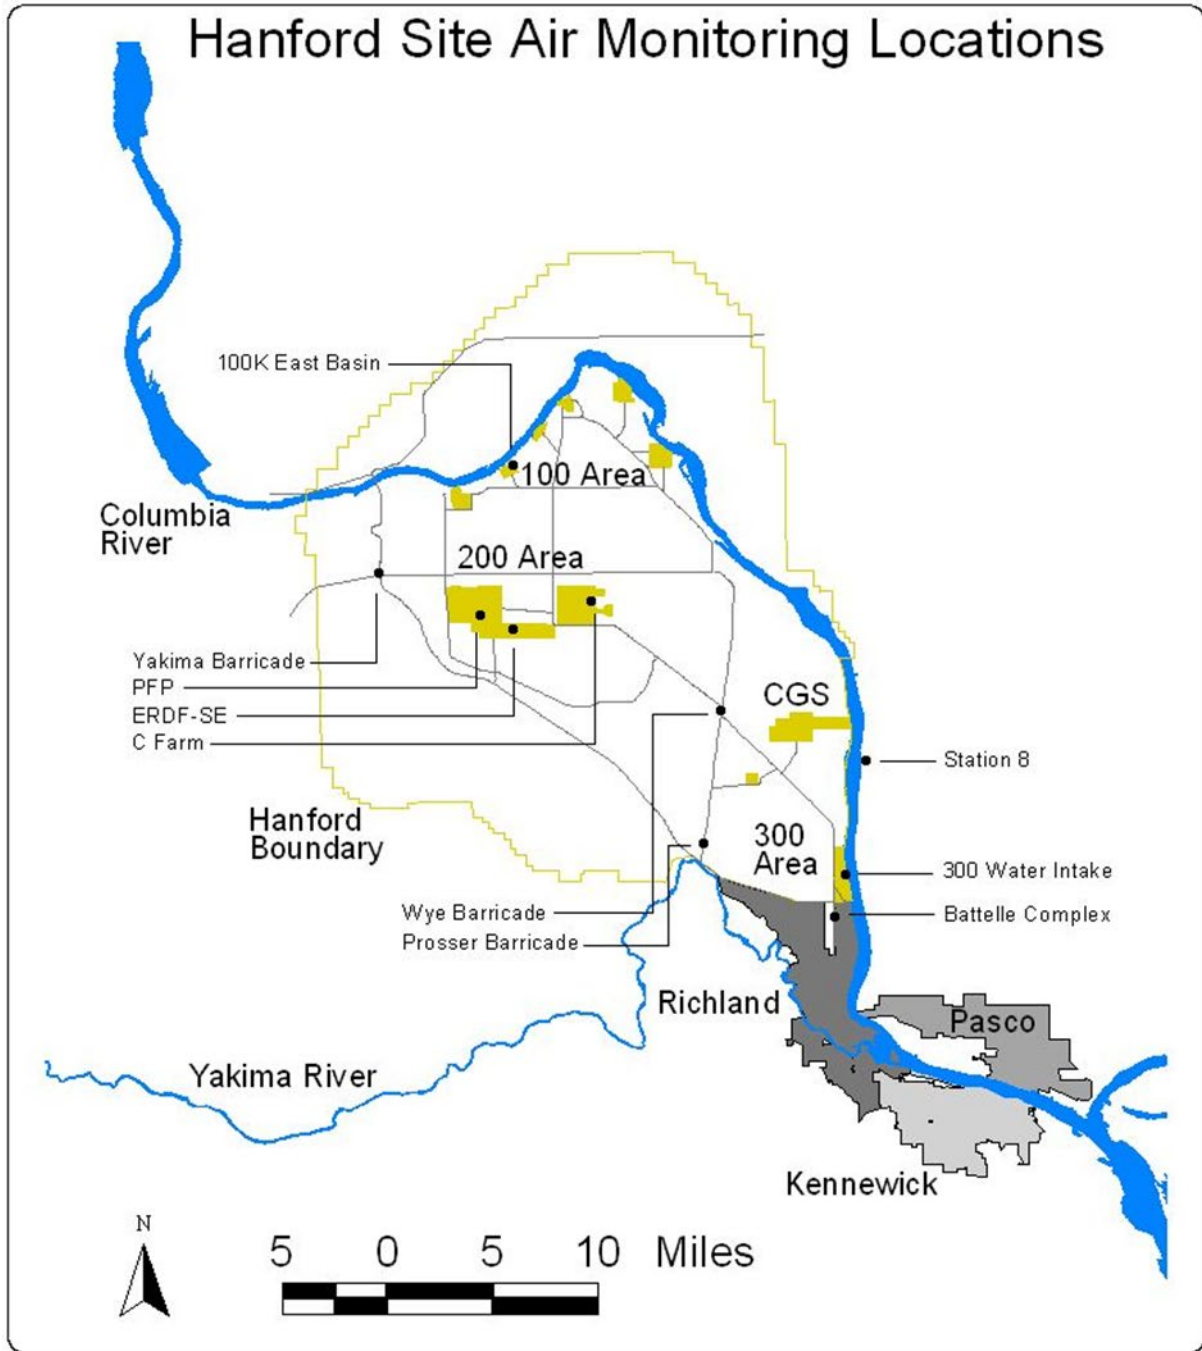 Hanford Site Air Monitoring Locations
100K East Basin
100 Area
Columbia
River
200 Area
Yakima Barricade
PFP
ERDF-SE
C Farm
CGS
Station 8
Hanford
Boundary
300
Area
300 Water Intake
Wye Barricade
Battelle Complex
Prosser Barricade
Richland
Pasco
Yakima River
Kennewick
N
5 0 5 10 Miles